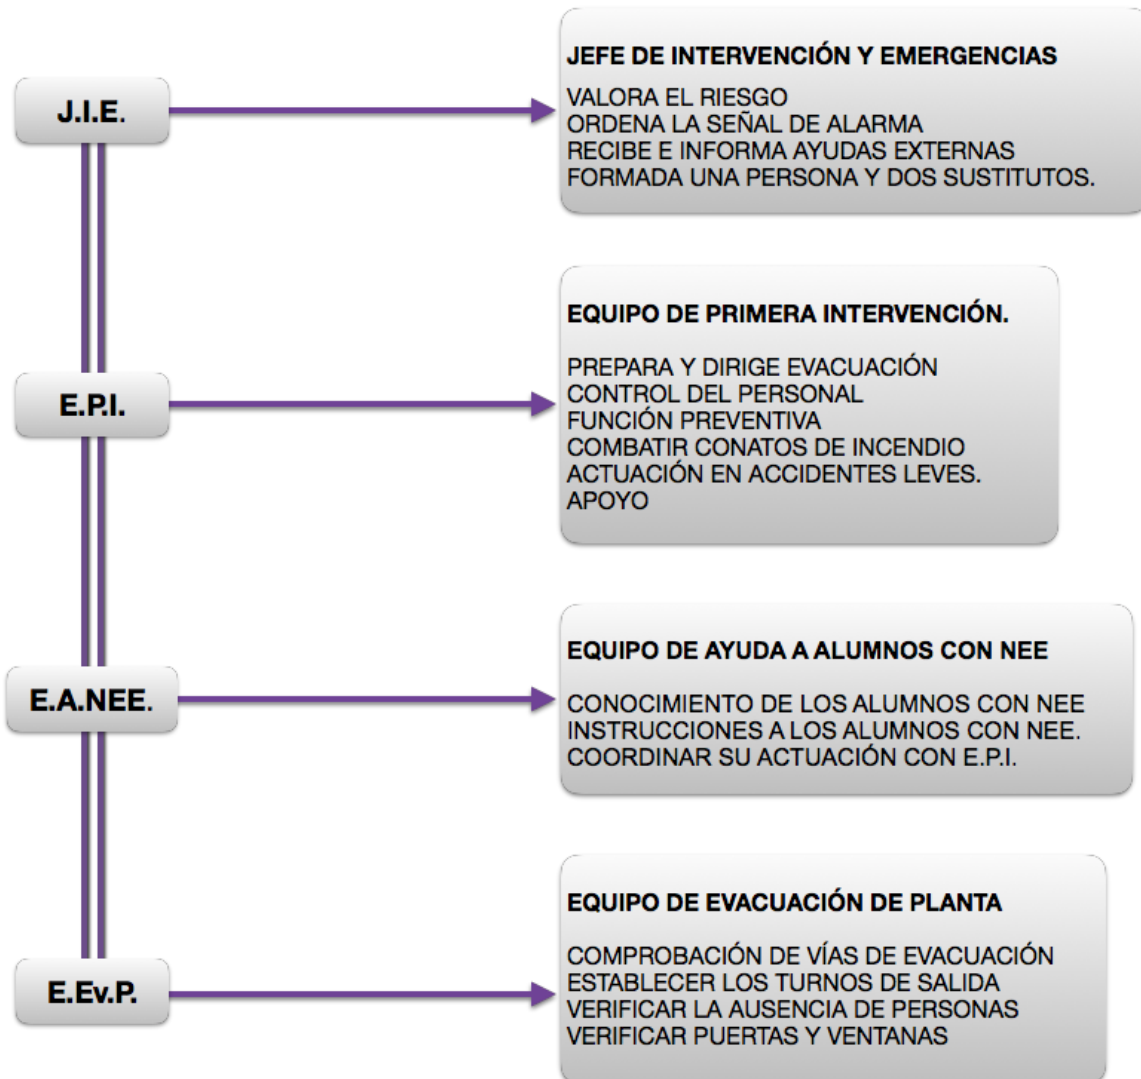 J.I.E.
JEFE DE INTERVENCIÓN Y EMERGENCIAS
VALORA EL RIESGO
ORDENA LA SEÑAL DE ALARMA
RECIBE E INFORMA AYUDAS EXTERNAS
FORMADA UNA PERSONA Y DOS SUSTITUTOS.
E.P.I.
EQUIPO DE PRIMERA INTERVENCIÓN.
PREPARA Y DIRIGE EVACUACIÓN
CONTROL DEL PERSONAL
FUNCIÓN PREVENTIVA
COMBATIR CONATOS DE INCENDIO
ACTUACIÓN EN ACCIDENTES LEVES.
APOYO
E.A.NEE.
EQUIPO DE AYUDA A ALUMNOS CON NEE
CONOCIMIENTO DE LOS ALUMNOS CON NEE
INSTRUCCIONES A LOS ALUMNOS CON NEE.
COORDINAR SU ACTUACIÓN CON E.P.I.
E.Ev.P.
EQUIPO DE EVACUACIÓN DE PLANTA
COMPROBACIÓN DE VÍAS DE EVACUACIÓN
ESTABLECER LOS TURNOS DE SALIDA
VERIFICAR LA AUSENCIA DE PERSONAS
VERIFICAR PUERTAS Y VENTANAS